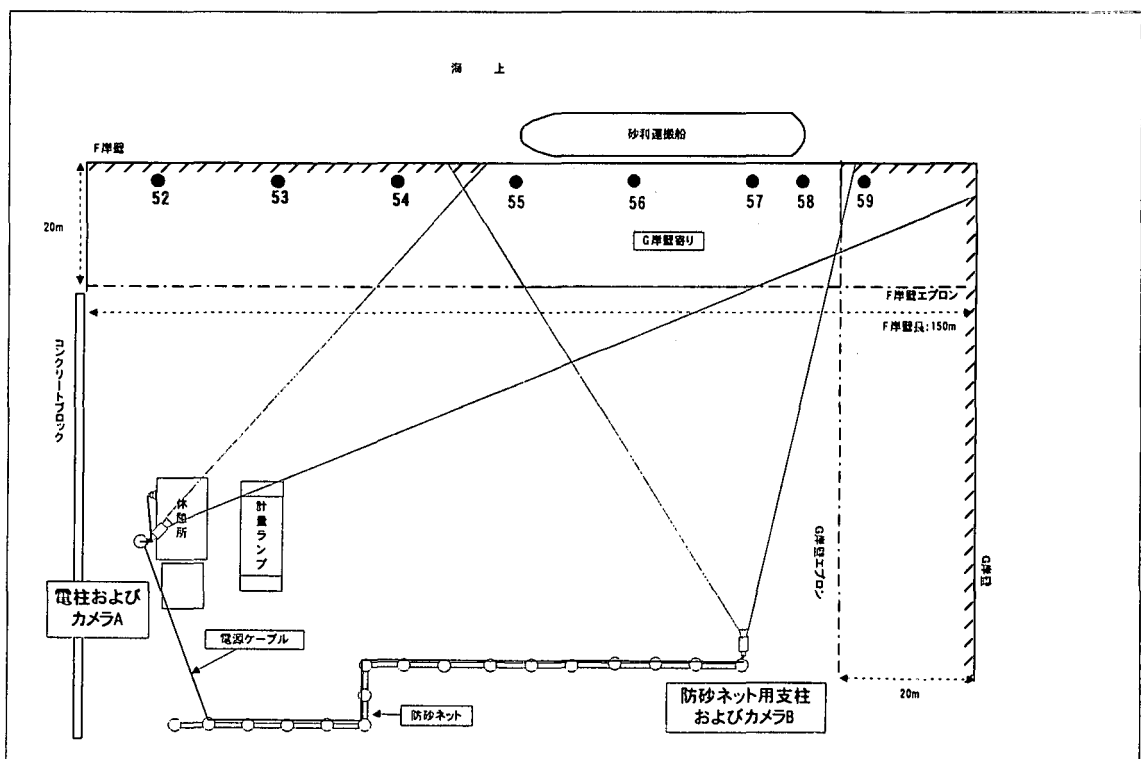 海 上
砂利運搬船
F岸壁
52
53
54
55
56
57
58
59
20m
G岸壁寄り
F岸壁エプロン
F岸壁長:150m
コンクリートブロック
休憩所
計量ランプ
G岸壁エプロン
G岸壁
電柱および
カメラA
電源ケーブル
防砂ネット
防砂ネット用支柱
およびカメラB
20m